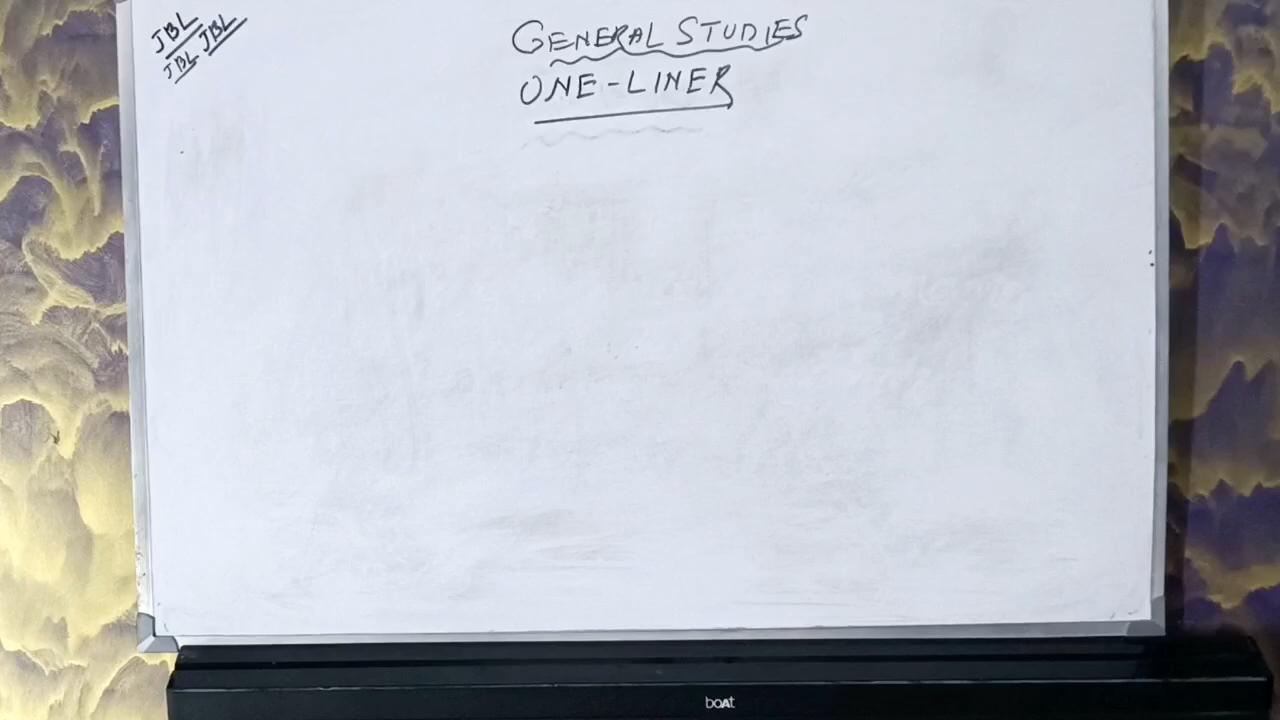 JBL JBL
JBL
GENERAL STUDIES
ONE-LINER
boAt